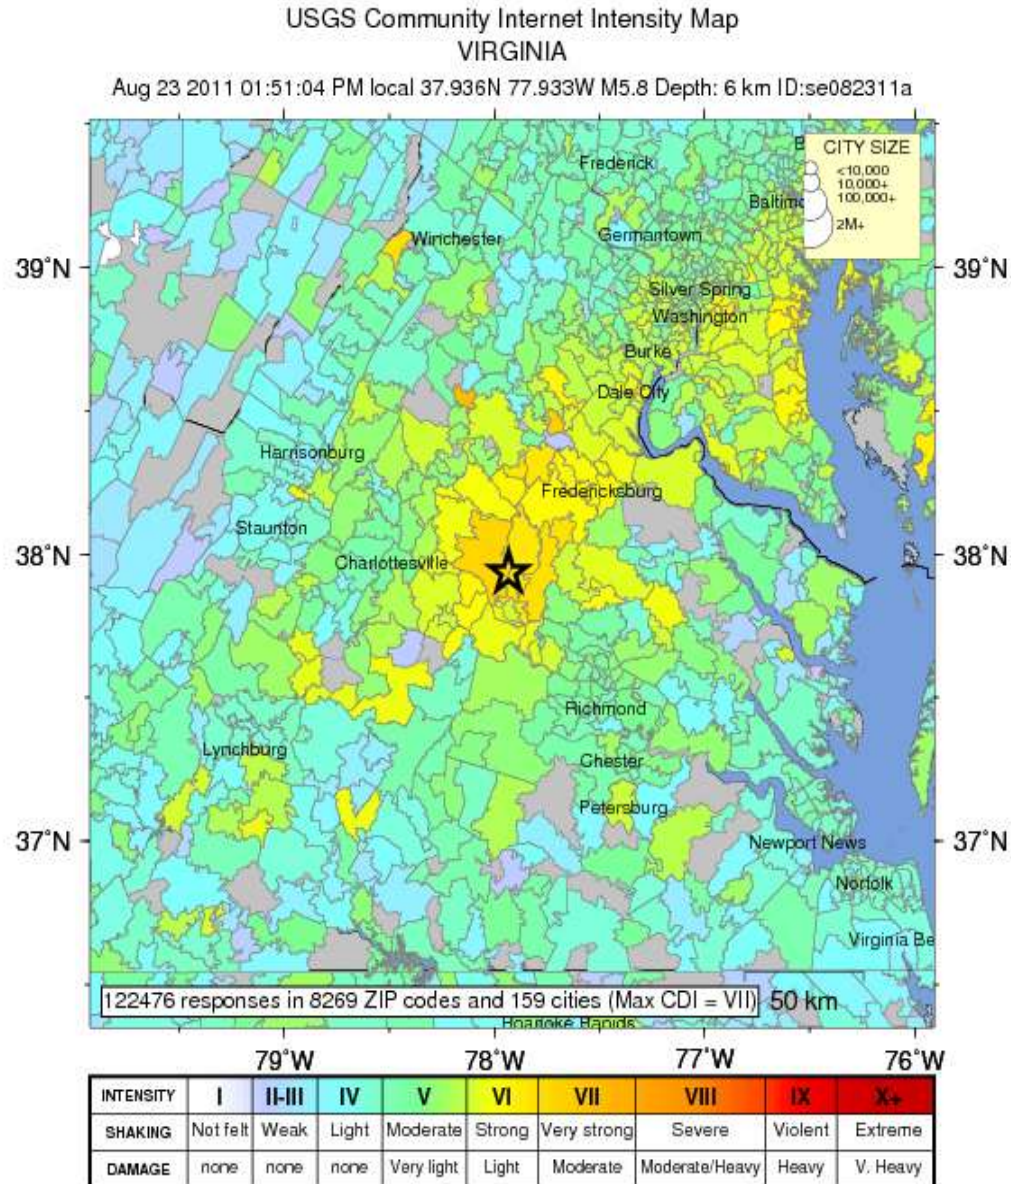 USGS Community Internet Intensity Map
VIRGINIA
Aug 23 2011 01:51:04 PM local 37.936N 77.933W M5.8 Depth: 6 km ID:se082311a
CITY SIZE
<10,000
10,000+
100,000+
2M+
B
Frederick
Baltimo
Winchester
Germantown
39°N
39°N
Silver Spring
Washington
Burke
Dale City
Harrisonburg
Fredericksburg
Staunton
38°N
38°N
Charlottesville
Richmond
Lynchburg
Chester
Petersburg
37°N
37°N
Newport News
Norfolk
Virginia Be
122476 responses in 8269 ZIP codes and 159 cities (Max CDI = VII)
50 km
Roanoke Rapids
79°W 78°W 77°W 76°W
INTENSITY I II-III IV V VI VII VIII IX X+
SHAKING Not felt Weak Light Moderate Strong Very strong Severe Violent Extreme
DAMAGE none none none Very light Light Moderate Moderate/Heavy Heavy V. Heavy